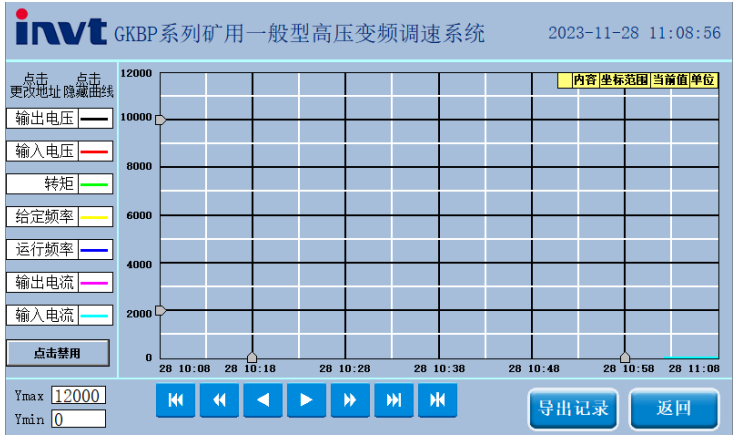 invt GKBP系列矿用一般型高压变频调速系统 2023-11-28 11:08:56
点击 点击
更改地址 隐藏曲线
输出电压
输入电压
转矩
给定频率
运行频率
输出电流
输入电流
点击禁用
12000
10000
8000
6000
4000
2000
0
内容 坐标范围 当前值 单位
28 10:08 28 10:18 28 10:28 28 10:38 28 10:48 28 10:58 28 11:08
Ymax 12000
Ymin 0
导出记录 返回